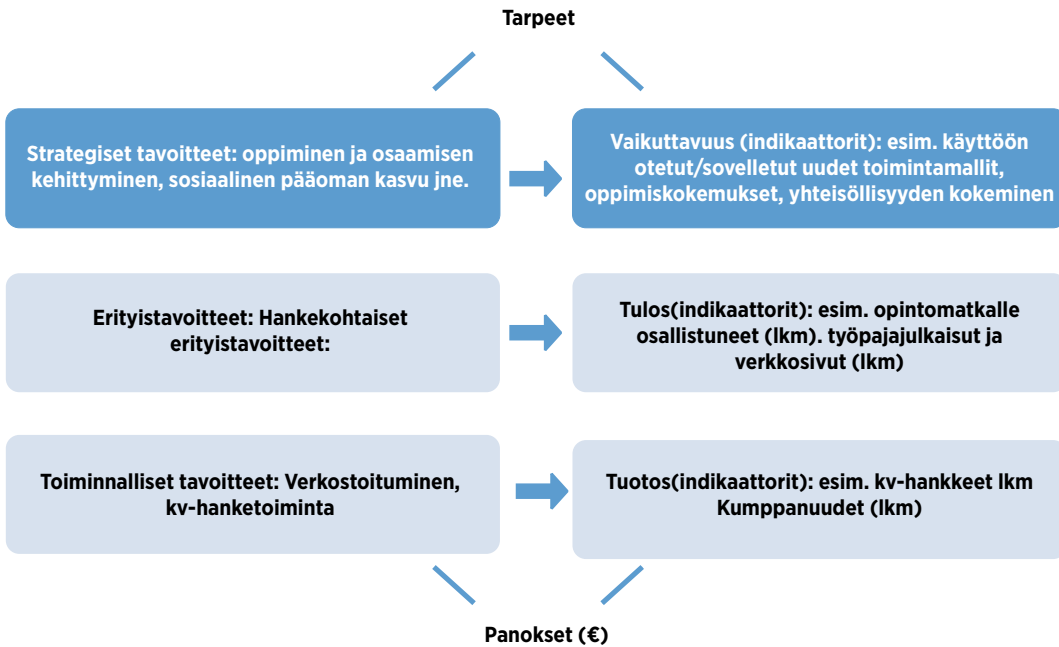 Tarpeet
Strategiset tavoitteet: oppiminen ja osaamisen
kehittyminen, sosiaalinen pääoman kasvu jne.
Vaikuttavuus (indikaattorit): esim. käyttöön
otetut/sovelletut uudet toimintamallit,
oppimiskokemukset, yhteisöllisyyden kokeminen
Erityistavoitteet: Hankekohtaiset
erityistavoitteet:
Tulos(indikaattorit): esim. opintomatkalle
osallistuneet (lkm). työpajajulkaisut ja
verkkosivut (lkm)
Toiminnalliset tavoitteet: Verkostoituminen,
kv-hanketoiminta
Tuotos(indikaattorit): esim. kv-hankkeet lkm
Kumppanuudet (lkm)
Panokset (€)